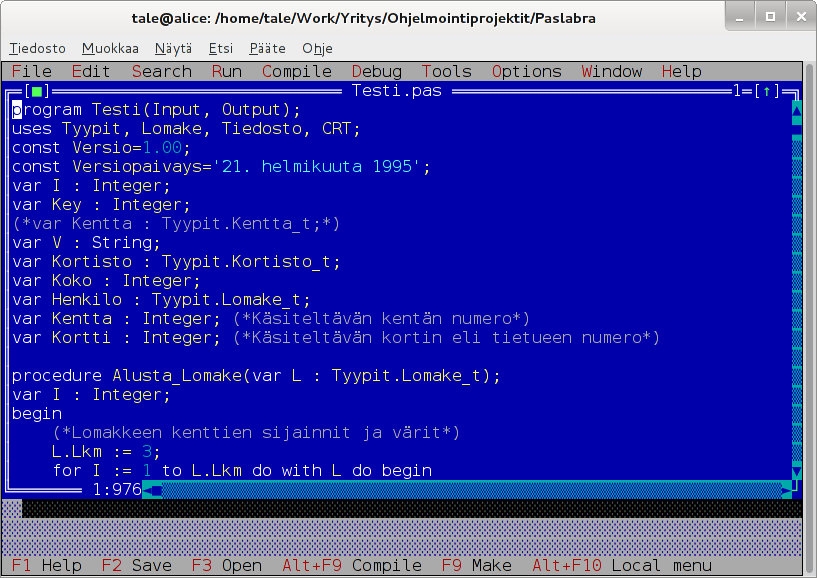 tale@alice: /home/tale/Work/Yritys/Ohjelmointiprojektit/Paslabra
Tiedosto Muokkaa Näytä Etsi Pääte Ohje
File Edit Search Run Compile Debug Tools Options Window Help
[■] Testi.pas 1=[↑]
program Testi(Input, Output);
uses Tyypit, Lomake, Tiedosto, CRT;
const Versio=1.00;
const Versiopaivays='21. helmikuuta 1995';
var I : Integer;
var Key : Integer;
(*var Kentta : Tyypit.Kentta_t;*)
var V : String;
var Kortisto : Tyypit.Kortisto_t;
var Koko : Integer;
var Henkilo : Tyypit.Lomake_t;
var Kentta : Integer; (*Käsiteltävän kentän numero*)
var Kortti : Integer; (*Käsiteltävän kortin eli tietueen numero*)
procedure Alusta_Lomake(var L : Tyypit.Lomake_t);
var I : Integer;
begin
    (*Lomakkeen kenttien sijainnit ja värit*)
    L.Lkm := 3;
    for I := 1 to L.Lkm do with L do begin
1:976
F1 Help F2 Save F3 Open Alt+F9 Compile F9 Make Alt+F10 Local menu